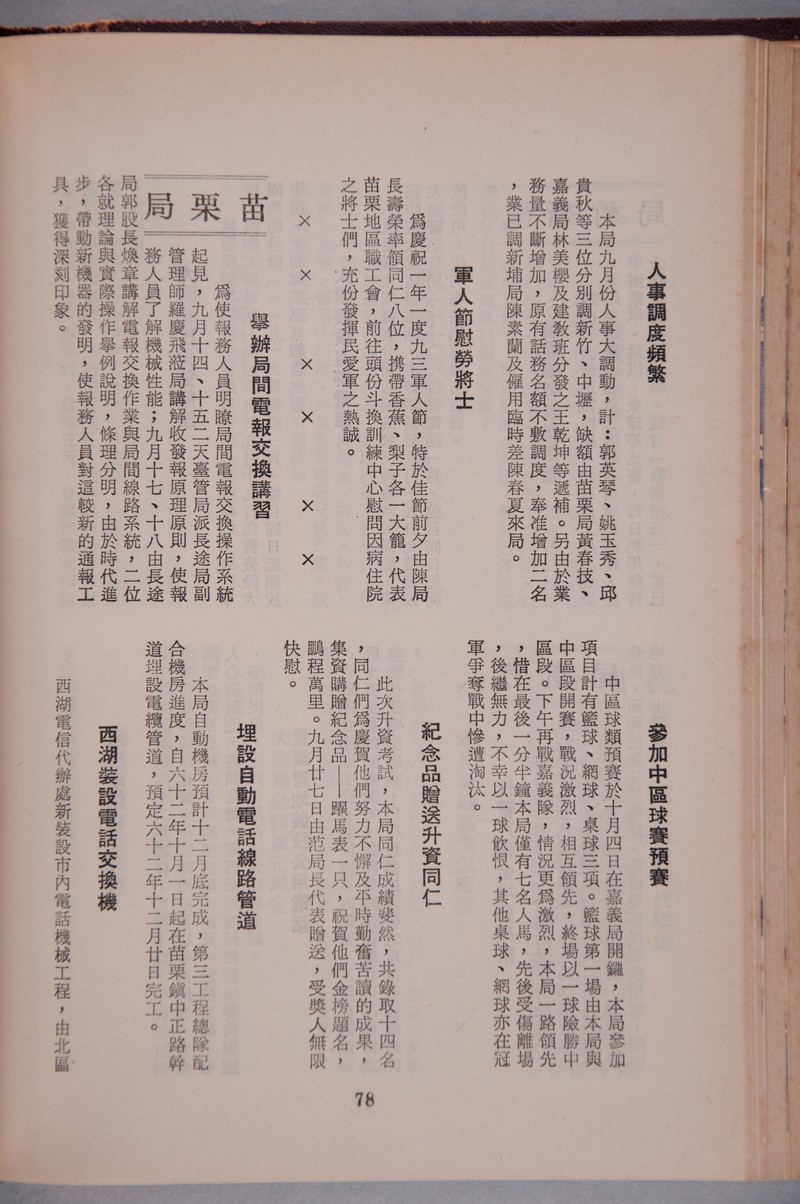 人事調度頻繁
本局九月份人事大調動，計：郭英琴、姚玉秀、邱
貴秋等三位分別調新竹、中壢，缺額由苗栗局黃春技、
嘉義局林美櫻及建教班分發之王乾坤等遞補。另由於業
務量不斷增加，原有話務名額不敷調度，奉准增加二名
，業已調新埔局陳素蘭及僱用臨時差陳春夏來局。
軍人節慰勞將士
爲慶祝一年一度九三軍人節，特於佳節前夕由陳局
長壽榮率領同仁八位，携帶香蕉、梨子各一大籠，代表
苗栗地區職工會，前往頭份斗換訓練中心慰問因病住院
之將士們，充份發揮民愛軍之熱誠。
× × × × × ×
苗栗局
舉辦局間電報交換講習
爲使報務人員明瞭局間電報交換操作系統
起見，九月十四、十五二天臺管局派長途局副
管理師羅慶飛蒞局講解收發報原理原則，使報
務人員了解機械性能；九月十七、十八由長途
局郭股長煥章講解電報交換作業與局間線路系統，二位
各就理論與實際操作舉例說明，條理分明，由於時代進
步，帶動新機器的發明，使報務人員對這較新的通報工
具，獲得深刻印象。
參加中區球賽預賽
中區球類預賽於十月四日在嘉義局開鑼，本局參加
項目計有籃球、網球、桌球三項。籃球第一場由本局與
中區段開賽，戰況激烈，相互領先，終場以一球險勝中
區段。下午再戰嘉義隊，情況更爲激烈，本局一路領先
，惜在最後一分半鐘本局僅有七名人馬，先後受傷離場
，後繼無力，不幸以一球飲恨，其他桌球、網球亦在冠
軍爭奪戰中慘遭淘汰。
紀念品贈送升資同仁
此次升資考試，本局同仁成績斐然，共錄取十四名
，同仁們爲慶賀他們努力不懈及平時勤奮苦讀的成果，
集資購贈紀念品——躍馬表一只，祝賀他們金榜題名，
鵬程萬里。九月廿七日由范局長代表贈送，受獎人無限
快慰。
埋設自動電話線路管道
本局自動機房預計十二月底完成，第三工程總隊配
合機房進度，自六十二年十月一日起在苗栗鎭中正路幹
道埋設電纜管道，預定六十二年十二月廿日完工。
西湖裝設電話交換機
西湖電信代辦處新裝設市內電話機械工程，由北區
78